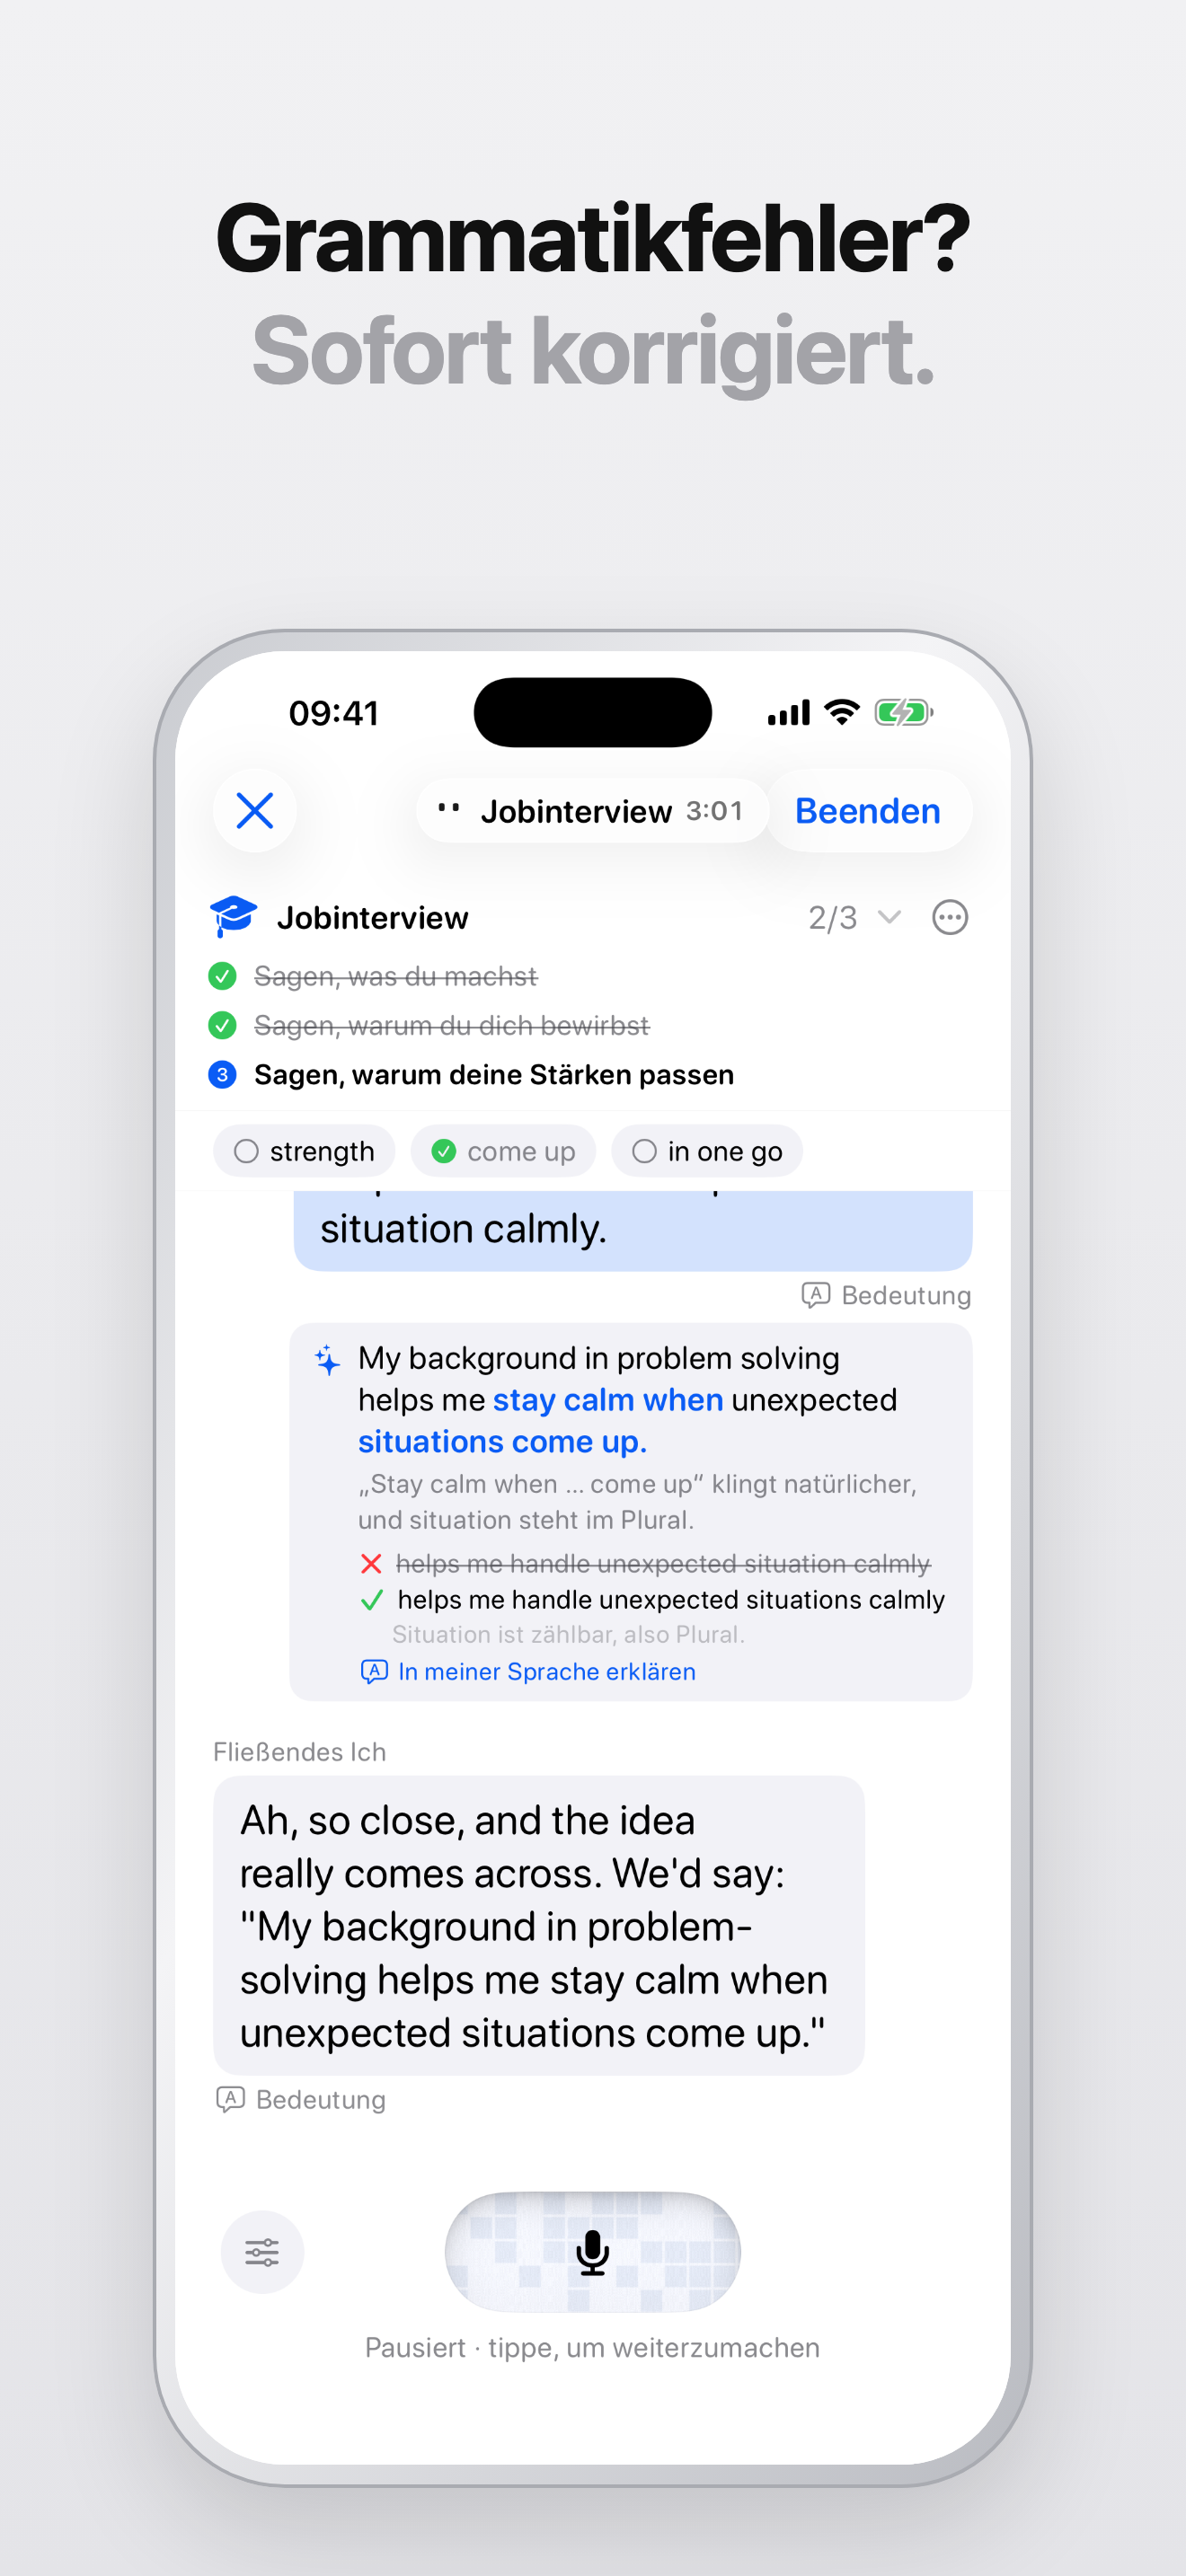 Grammatikfehler?
Sofort korrigiert.
09:41
Jobinterview 3:01
Beenden
Jobinterview 2/3
Sagen, was du machst
Sagen, warum du dich bewirbst
3 Sagen, warum deine Stärken passen
strength come up in one go
situation calmly.
A Bedeutung
My background in problem solving
helps me stay calm when unexpected
situations come up.
„Stay calm when ... come up“ klingt natürlicher,
und situation steht im Plural.
helps me handle unexpected situation calmly
helps me handle unexpected situations calmly
Situation ist zählbar, also Plural.
A In meiner Sprache erklären
Fließendes Ich
Ah, so close, and the idea
really comes across. We'd say:
"My background in problem-
solving helps me stay calm when
unexpected situations come up."
A Bedeutung
Pausiert · tippe, um weiterzumachen